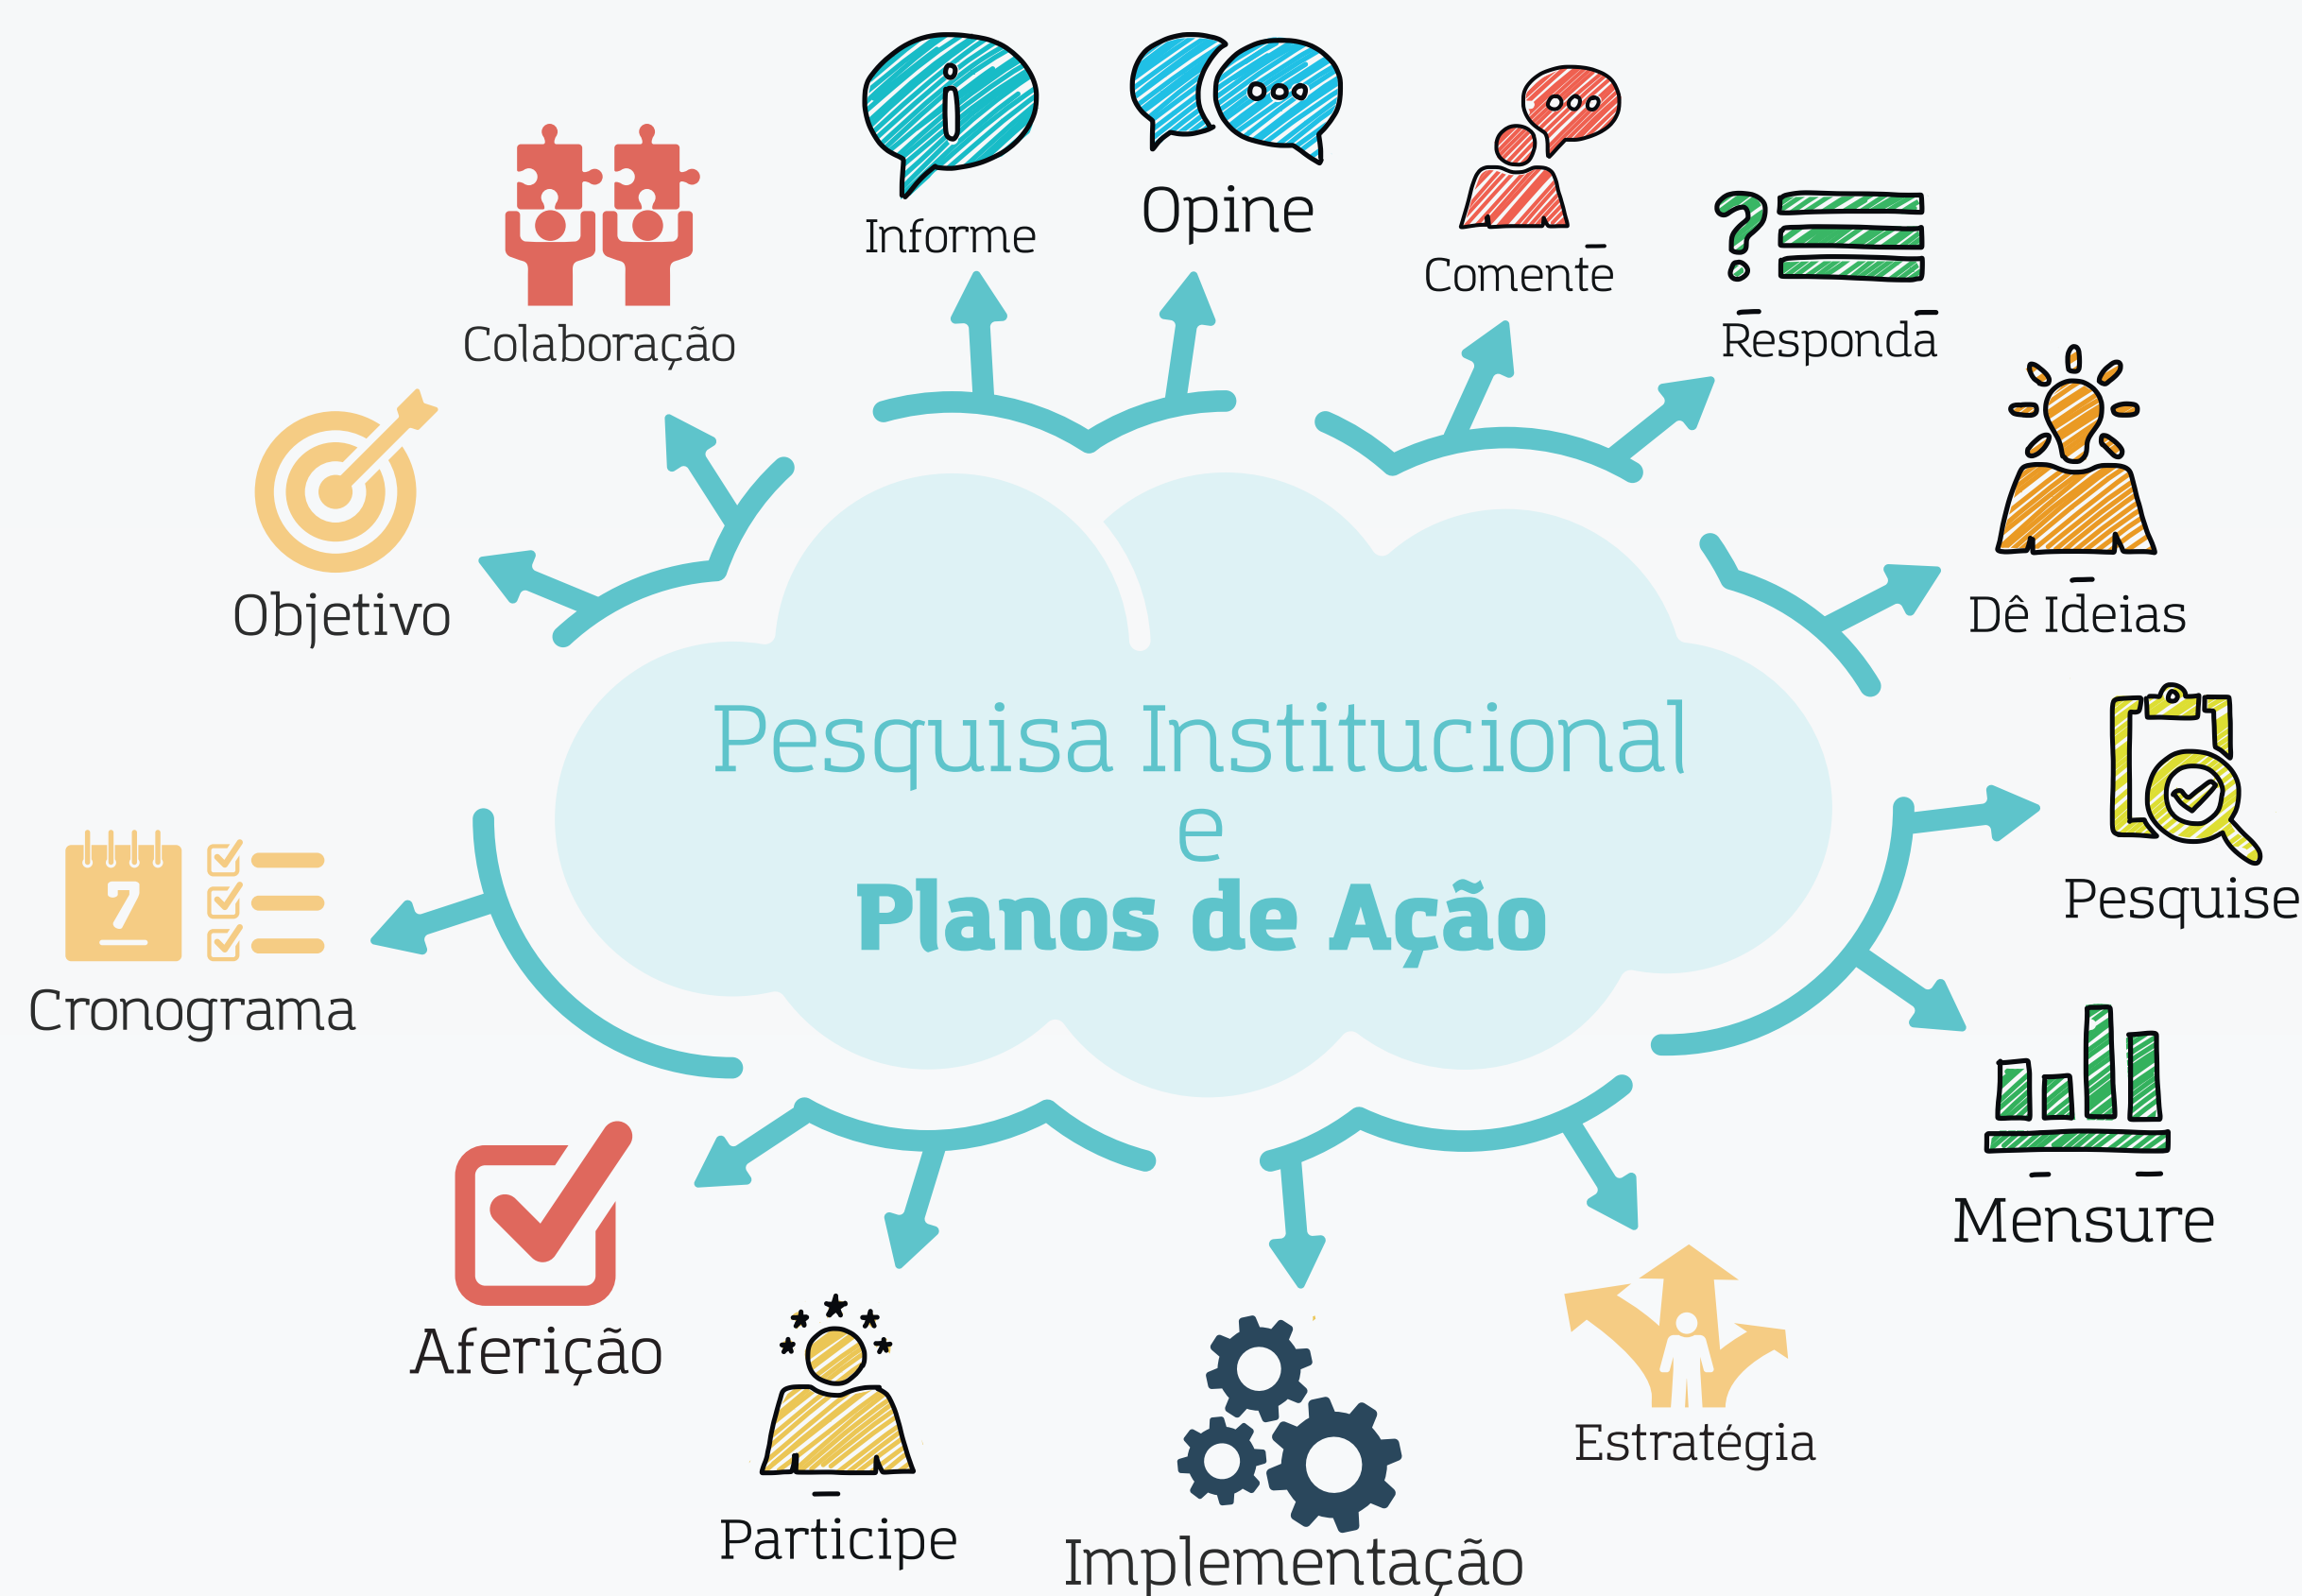 Informe
Opine
Comente
Responda
Colaboração
Objetivo
Dê Ideias
Pesquisa Institucional
e
Planos de Ação
Pesquise
7
Cronograma
Mensure
Aferição
Estratégia
Participe
Implementação